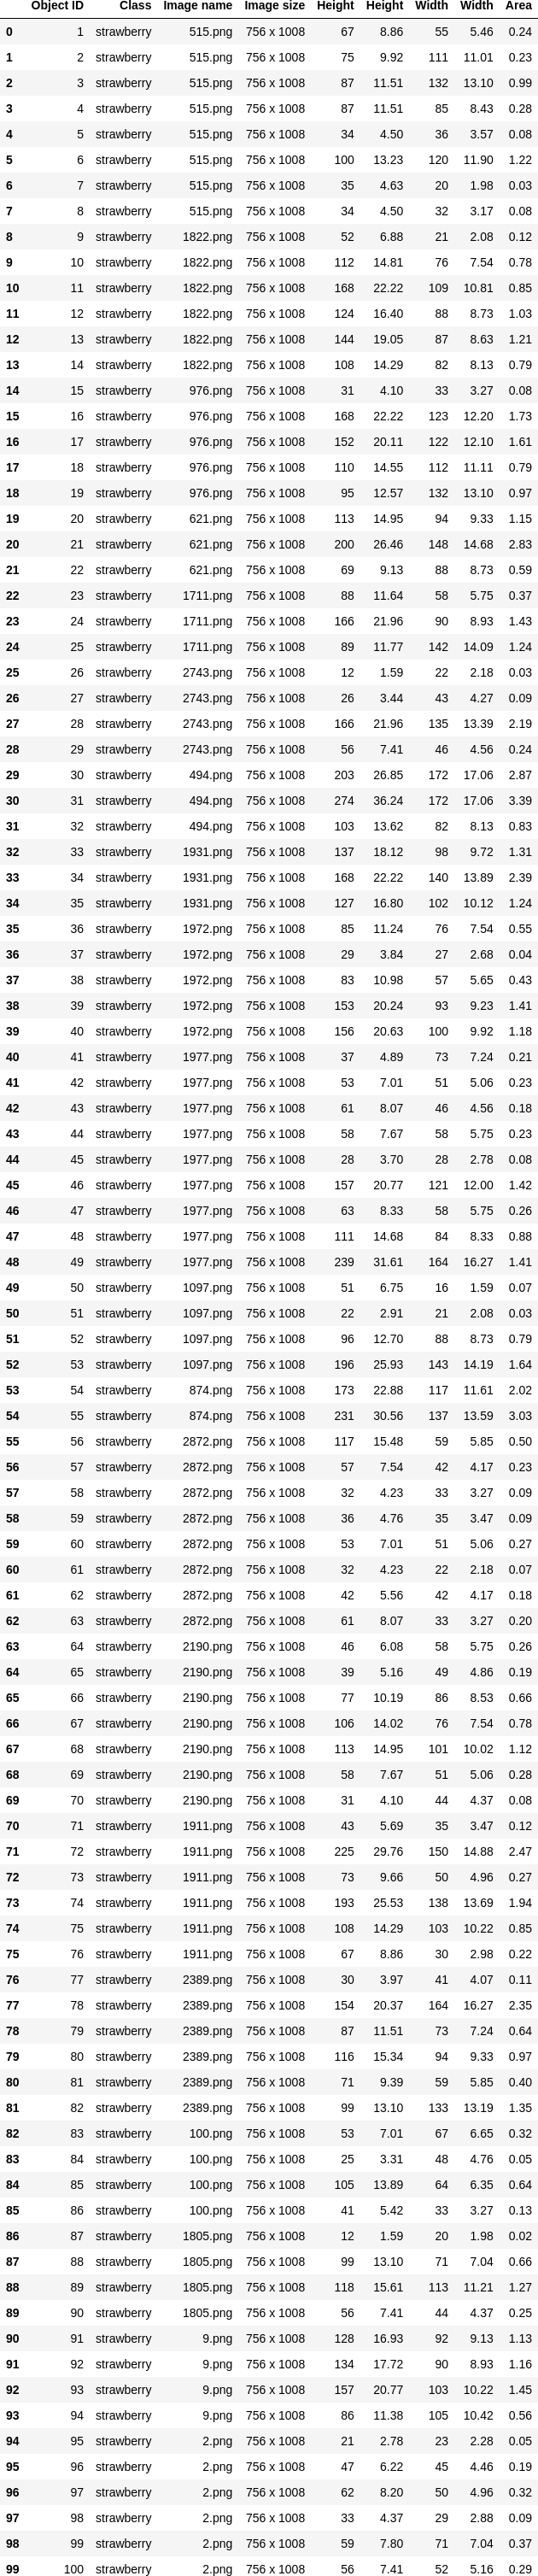 Object ID Class Image name Image size Height Height Width Width Area
0 1 strawberry 515.png 756 x 1008 67 8.86 55 5.46 0.24
1 2 strawberry 515.png 756 x 1008 75 9.92 111 11.01 0.23
2 3 strawberry 515.png 756 x 1008 87 11.51 132 13.10 0.99
3 4 strawberry 515.png 756 x 1008 87 11.51 85 8.43 0.28
4 5 strawberry 515.png 756 x 1008 34 4.50 36 3.57 0.08
5 6 strawberry 515.png 756 x 1008 100 13.23 120 11.90 1.22
6 7 strawberry 515.png 756 x 1008 35 4.63 20 1.98 0.03
7 8 strawberry 515.png 756 x 1008 34 4.50 32 3.17 0.08
8 9 strawberry 1822.png 756 x 1008 52 6.88 21 2.08 0.12
9 10 strawberry 1822.png 756 x 1008 112 14.81 76 7.54 0.78
10 11 strawberry 1822.png 756 x 1008 168 22.22 109 10.81 0.85
11 12 strawberry 1822.png 756 x 1008 124 16.40 88 8.73 1.03
12 13 strawberry 1822.png 756 x 1008 144 19.05 87 8.63 1.21
13 14 strawberry 1822.png 756 x 1008 108 14.29 82 8.13 0.79
14 15 strawberry 976.png 756 x 1008 31 4.10 33 3.27 0.08
15 16 strawberry 976.png 756 x 1008 168 22.22 123 12.20 1.73
16 17 strawberry 976.png 756 x 1008 152 20.11 122 12.10 1.61
17 18 strawberry 976.png 756 x 1008 110 14.55 112 11.11 0.79
18 19 strawberry 976.png 756 x 1008 95 12.57 132 13.10 0.97
19 20 strawberry 621.png 756 x 1008 113 14.95 94 9.33 1.15
20 21 strawberry 621.png 756 x 1008 200 26.46 148 14.68 2.83
21 22 strawberry 621.png 756 x 1008 69 9.13 88 8.73 0.59
22 23 strawberry 1711.png 756 x 1008 88 11.64 58 5.75 0.37
23 24 strawberry 1711.png 756 x 1008 166 21.96 90 8.93 1.43
24 25 strawberry 1711.png 756 x 1008 89 11.77 142 14.09 1.24
25 26 strawberry 2743.png 756 x 1008 12 1.59 22 2.18 0.03
26 27 strawberry 2743.png 756 x 1008 26 3.44 43 4.27 0.09
27 28 strawberry 2743.png 756 x 1008 166 21.96 135 13.39 2.19
28 29 strawberry 2743.png 756 x 1008 56 7.41 46 4.56 0.24
29 30 strawberry 494.png 756 x 1008 203 26.85 172 17.06 2.87
30 31 strawberry 494.png 756 x 1008 274 36.24 172 17.06 3.39
31 32 strawberry 494.png 756 x 1008 103 13.62 82 8.13 0.83
32 33 strawberry 1931.png 756 x 1008 137 18.12 98 9.72 1.31
33 34 strawberry 1931.png 756 x 1008 168 22.22 140 13.89 2.39
34 35 strawberry 1931.png 756 x 1008 127 16.80 102 10.12 1.24
35 36 strawberry 1972.png 756 x 1008 85 11.24 76 7.54 0.55
36 37 strawberry 1972.png 756 x 1008 29 3.84 27 2.68 0.04
37 38 strawberry 1972.png 756 x 1008 83 10.98 57 5.65 0.43
38 39 strawberry 1972.png 756 x 1008 153 20.24 93 9.23 1.41
39 40 strawberry 1972.png 756 x 1008 156 20.63 100 9.92 1.18
40 41 strawberry 1977.png 756 x 1008 37 4.89 73 7.24 0.21
41 42 strawberry 1977.png 756 x 1008 53 7.01 51 5.06 0.23
42 43 strawberry 1977.png 756 x 1008 61 8.07 46 4.56 0.18
43 44 strawberry 1977.png 756 x 1008 58 7.67 58 5.75 0.23
44 45 strawberry 1977.png 756 x 1008 28 3.70 28 2.78 0.08
45 46 strawberry 1977.png 756 x 1008 157 20.77 121 12.00 1.42
46 47 strawberry 1977.png 756 x 1008 63 8.33 58 5.75 0.26
47 48 strawberry 1977.png 756 x 1008 111 14.68 84 8.33 0.88
48 49 strawberry 1977.png 756 x 1008 239 31.61 164 16.27 1.41
49 50 strawberry 1097.png 756 x 1008 51 6.75 16 1.59 0.07
50 51 strawberry 1097.png 756 x 1008 22 2.91 21 2.08 0.03
51 52 strawberry 1097.png 756 x 1008 96 12.70 88 8.73 0.79
52 53 strawberry 1097.png 756 x 1008 196 25.93 143 14.19 1.64
53 54 strawberry 874.png 756 x 1008 173 22.88 117 11.61 2.02
54 55 strawberry 874.png 756 x 1008 231 30.56 137 13.59 3.03
55 56 strawberry 2872.png 756 x 1008 117 15.48 59 5.85 0.50
56 57 strawberry 2872.png 756 x 1008 57 7.54 42 4.17 0.23
57 58 strawberry 2872.png 756 x 1008 32 4.23 33 3.27 0.09
58 59 strawberry 2872.png 756 x 1008 36 4.76 35 3.47 0.09
59 60 strawberry 2872.png 756 x 1008 53 7.01 51 5.06 0.27
60 61 strawberry 2872.png 756 x 1008 32 4.23 22 2.18 0.07
61 62 strawberry 2872.png 756 x 1008 42 5.56 42 4.17 0.18
62 63 strawberry 2872.png 756 x 1008 61 8.07 33 3.27 0.20
63 64 strawberry 2190.png 756 x 1008 46 6.08 58 5.75 0.26
64 65 strawberry 2190.png 756 x 1008 39 5.16 49 4.86 0.19
65 66 strawberry 2190.png 756 x 1008 77 10.19 86 8.53 0.66
66 67 strawberry 2190.png 756 x 1008 106 14.02 76 7.54 0.78
67 68 strawberry 2190.png 756 x 1008 113 14.95 101 10.02 1.12
68 69 strawberry 2190.png 756 x 1008 58 7.67 51 5.06 0.28
69 70 strawberry 2190.png 756 x 1008 31 4.10 44 4.37 0.08
70 71 strawberry 1911.png 756 x 1008 43 5.69 35 3.47 0.12
71 72 strawberry 1911.png 756 x 1008 225 29.76 150 14.88 2.47
72 73 strawberry 1911.png 756 x 1008 73 9.66 50 4.96 0.27
73 74 strawberry 1911.png 756 x 1008 193 25.53 138 13.69 1.94
74 75 strawberry 1911.png 756 x 1008 108 14.29 103 10.22 0.85
75 76 strawberry 1911.png 756 x 1008 67 8.86 30 2.98 0.22
76 77 strawberry 2389.png 756 x 1008 30 3.97 41 4.07 0.11
77 78 strawberry 2389.png 756 x 1008 154 20.37 164 16.27 2.35
78 79 strawberry 2389.png 756 x 1008 87 11.51 73 7.24 0.64
79 80 strawberry 2389.png 756 x 1008 116 15.34 94 9.33 0.97
80 81 strawberry 2389.png 756 x 1008 71 9.39 59 5.85 0.40
81 82 strawberry 2389.png 756 x 1008 99 13.10 133 13.19 1.35
82 83 strawberry 100.png 756 x 1008 53 7.01 67 6.65 0.32
83 84 strawberry 100.png 756 x 1008 25 3.31 48 4.76 0.05
84 85 strawberry 100.png 756 x 1008 105 13.89 64 6.35 0.64
85 86 strawberry 100.png 756 x 1008 41 5.42 33 3.27 0.13
86 87 strawberry 1805.png 756 x 1008 12 1.59 20 1.98 0.02
87 88 strawberry 1805.png 756 x 1008 99 13.10 71 7.04 0.66
88 89 strawberry 1805.png 756 x 1008 118 15.61 113 11.21 1.27
89 90 strawberry 1805.png 756 x 1008 56 7.41 44 4.37 0.25
90 91 strawberry 9.png 756 x 1008 128 16.93 92 9.13 1.13
91 92 strawberry 9.png 756 x 1008 134 17.72 90 8.93 1.16
92 93 strawberry 9.png 756 x 1008 157 20.77 103 10.22 1.45
93 94 strawberry 9.png 756 x 1008 86 11.38 105 10.42 0.56
94 95 strawberry 2.png 756 x 1008 21 2.78 23 2.28 0.05
95 96 strawberry 2.png 756 x 1008 47 6.22 45 4.46 0.19
96 97 strawberry 2.png 756 x 1008 62 8.20 50 4.96 0.32
97 98 strawberry 2.png 756 x 1008 33 4.37 29 2.88 0.09
98 99 strawberry 2.png 756 x 1008 59 7.80 71 7.04 0.37
99 100 strawberry 2.png 756 x 1008 56 7.41 52 5.16 0.29